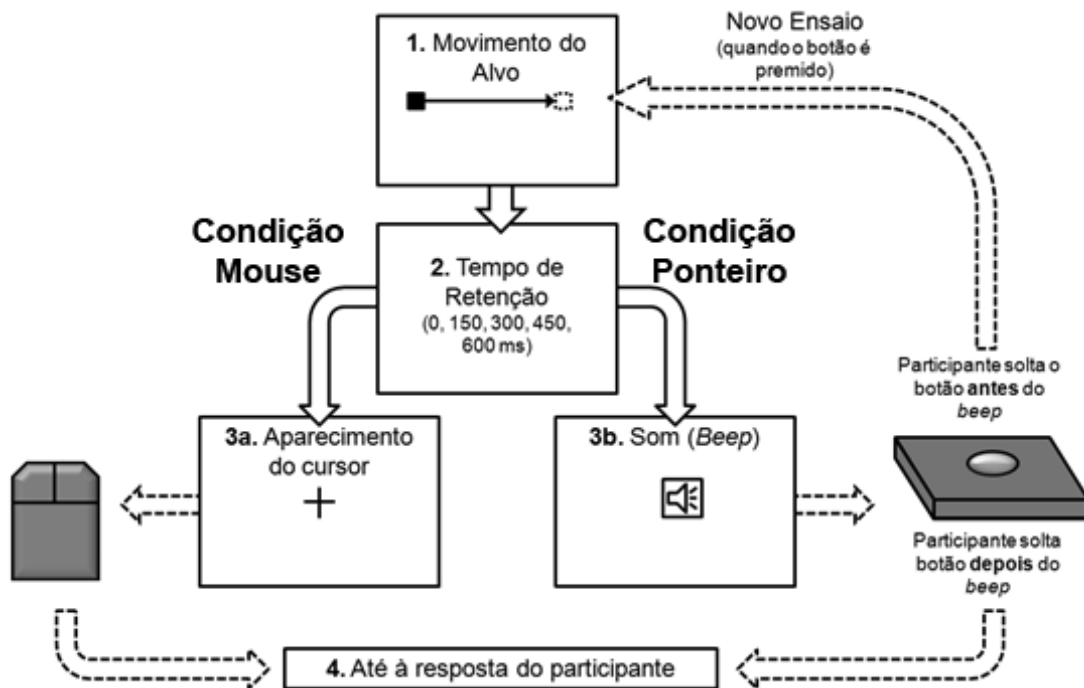 1. Movimento do
Alvo
Novo Ensaio
(quando o botão é
premido)
Condição
Mouse
2. Tempo de
Retenção
(0, 150, 300, 450,
600 ms)
Condição
Ponteiro
3a. Aparecimento
do cursor
3b. Som (Beep)
Participante solta o
botão antes do
beep
Participante solta
botão depois do
beep
4. Até à resposta do participante